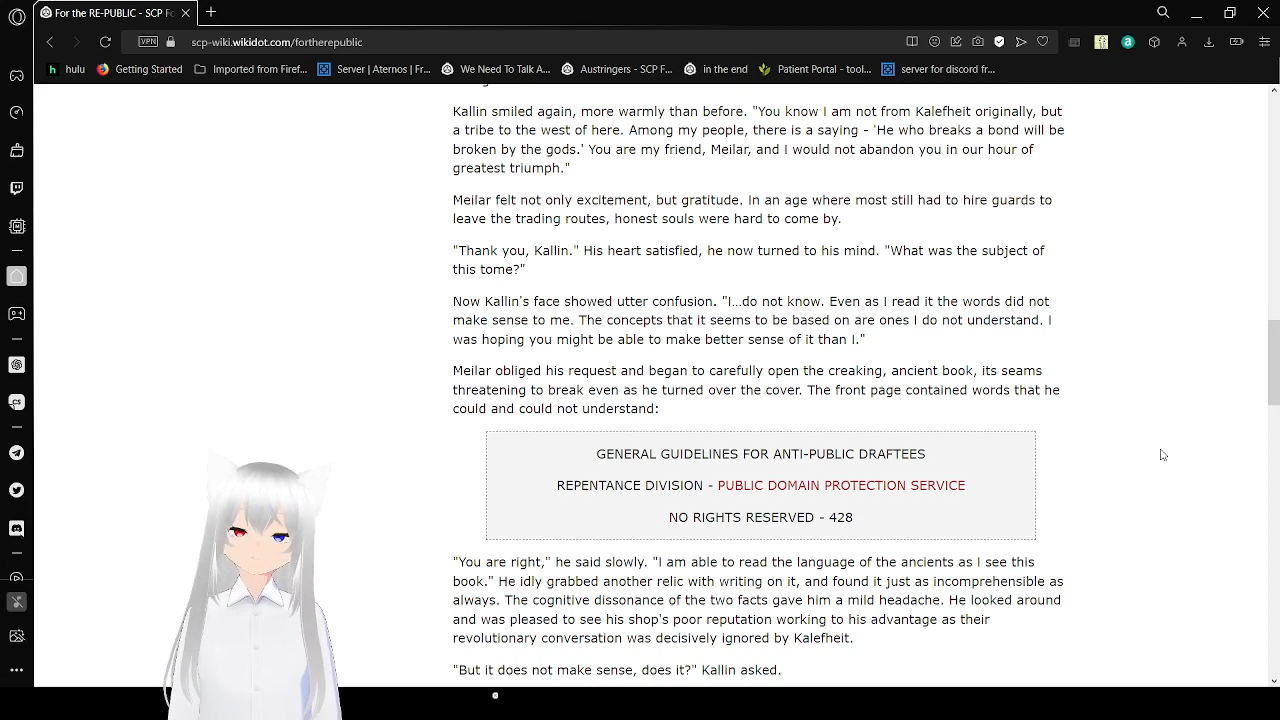 For the RE-PUBLIC - SCP Fo
VPN
scp-wiki.wikidot.com/fortherepublic
hulu
Getting Started
Imported from Firef...
Server | Aternos | Fr...
We Need To Talk A...
Austringers - SCP F...
in the end
Patient Portal - tool...
server for discord fr...
Kallin smiled again, more warmly than before. "You know I am not from Kalefheit originally, but
a tribe to the west of here. Among my people, there is a saying - 'He who breaks a bond will be
broken by the gods.' You are my friend, Meilar, and I would not abandon you in our hour of
greatest triumph."
Meilar felt not only excitement, but gratitude. In an age where most still had to hire guards to
leave the trading routes, honest souls were hard to come by.
"Thank you, Kallin." His heart satisfied, he now turned to his mind. "What was the subject of
this tome?"
Now Kallin's face showed utter confusion. "I...do not know. Even as I read it the words did not
make sense to me. The concepts that it seems to be based on are ones I do not understand. I
was hoping you might be able to make better sense of it than I."
Meilar obliged his request and began to carefully open the creaking, ancient book, its seams
threatening to break even as he turned over the cover. The front page contained words that he
could and could not understand:
GENERAL GUIDELINES FOR ANTI-PUBLIC DRAFTEES
REPENTANCE DIVISION - PUBLIC DOMAIN PROTECTION SERVICE
NO RIGHTS RESERVED - 428
"You are right," he said slowly. "I am able to read the language of the ancients as I see this
book." He idly grabbed another relic with writing on it, and found it just as incomprehensible as
always. The cognitive dissonance of the two facts gave him a mild headache. He looked around
and was pleased to see his shop's poor reputation working to his advantage as their
revolutionary conversation was decisively ignored by Kalefheit.
"But it does not make sense, does it?" Kallin asked.